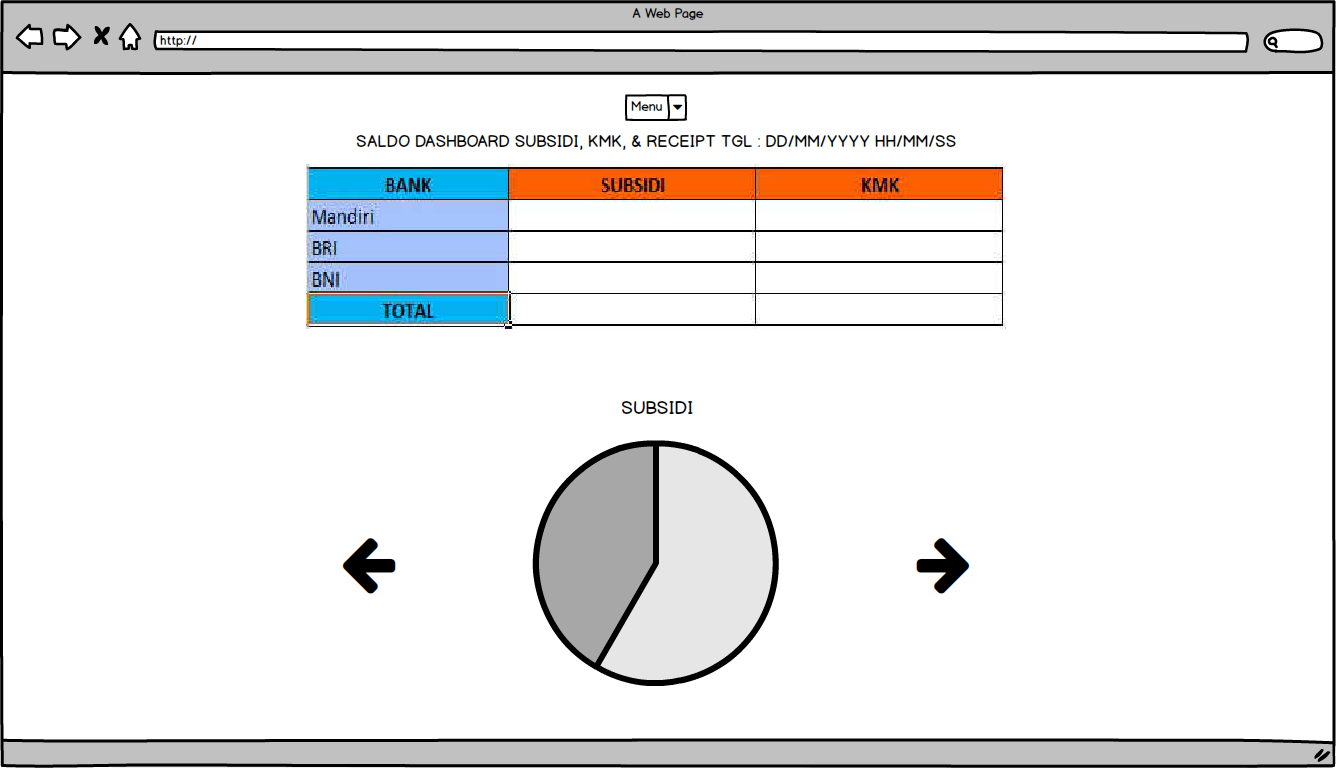 A Web Page
http://
Menu
SALDO DASHBOARD SUBSIDI, KMK, & RECEIPT TGL : DD/MM/YYYY HH/MM/SS
BANK SUBSIDI KMK
Mandiri
BRI
BNI
TOTAL
SUBSIDI